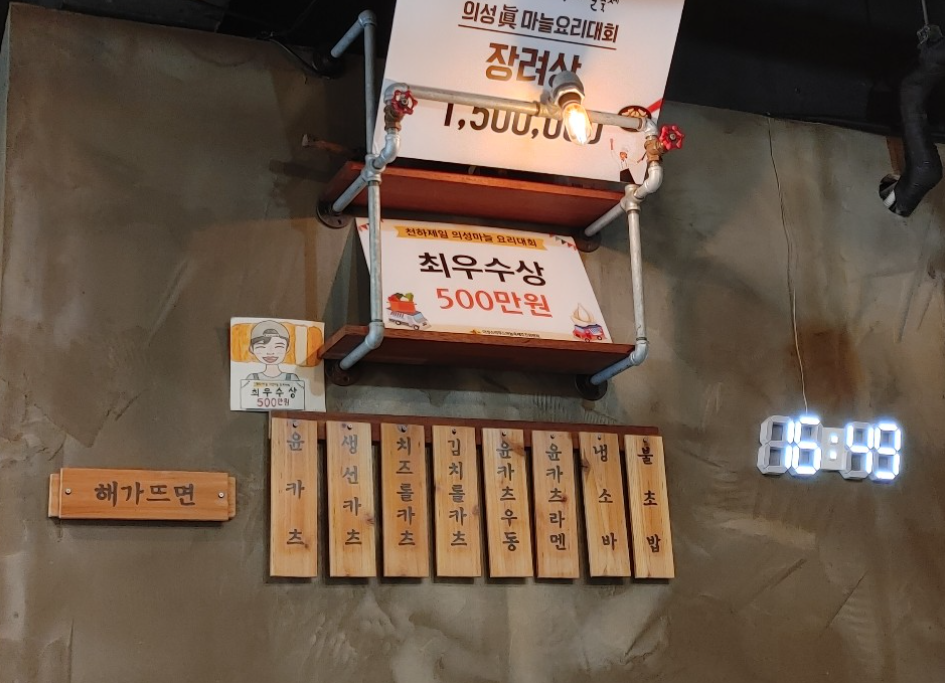 의성眞마늘요리대회
장려상
1,500,000
천하제일 의성마늘 요리대회
최우수상
500만원
최우수상
500만원
해가뜨면
윤카츠
생선카츠
치즈롤카츠
김치롤카츠
윤카츠우동
윤카츠라멘
냉소바
불초밥